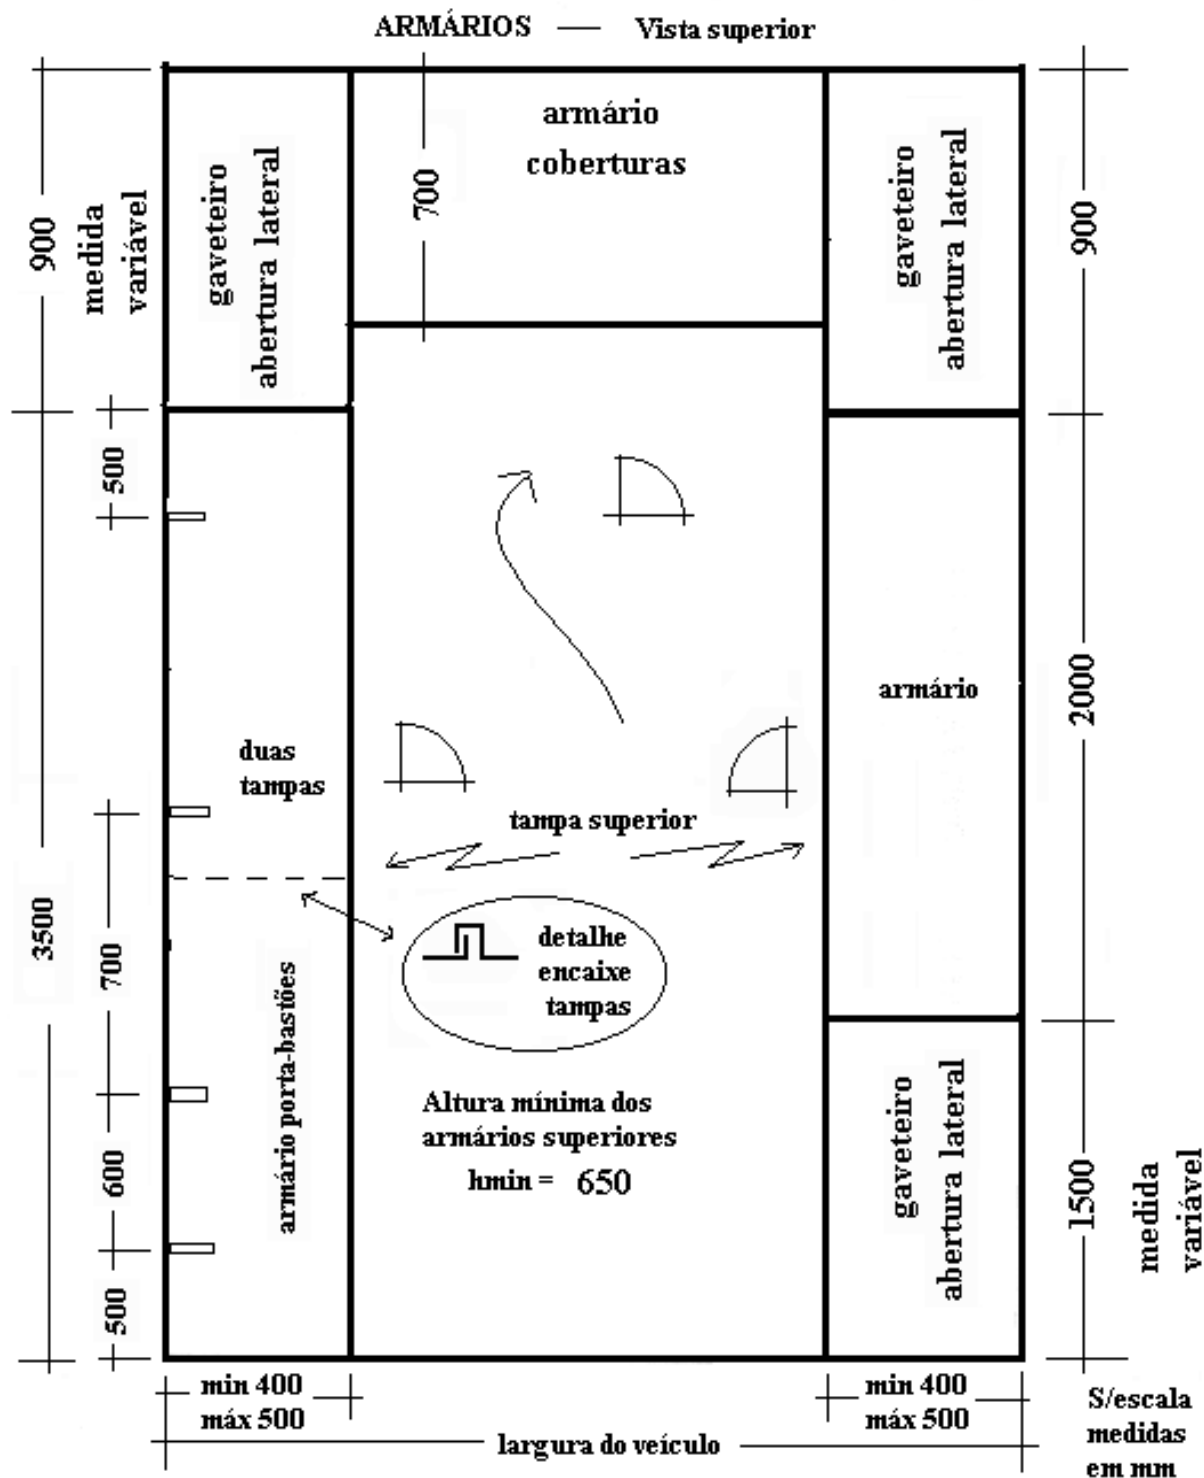 ARMÁRIOS — Vista superior
armário
coberturas
700
gaveteiro
abertura lateral
gaveteiro
abertura lateral
900
medida
variável
900
500
armário
2000
duas
tampas
tampa superior
3500
700
detalhe
encaixe
tampas
armário porta-bastões
Altura mínima dos
armários superiores
hmin = 650
gaveteiro
abertura lateral
600
500
1500
medida
variável
min 400
máx 500
min 400
máx 500
largura do veículo
S/escala
medidas
em mm